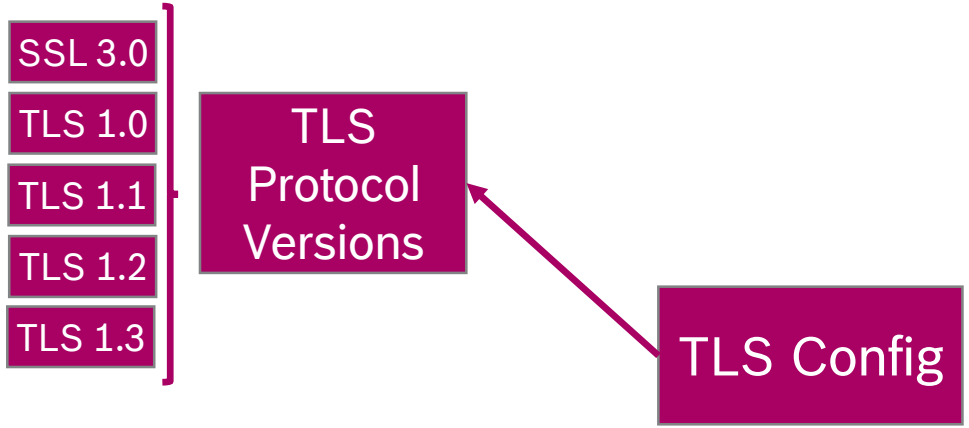 SSL 3.0
TLS 1.0
TLS 1.1
TLS 1.2
TLS 1.3
TLS
Protocol
Versions
TLS Config